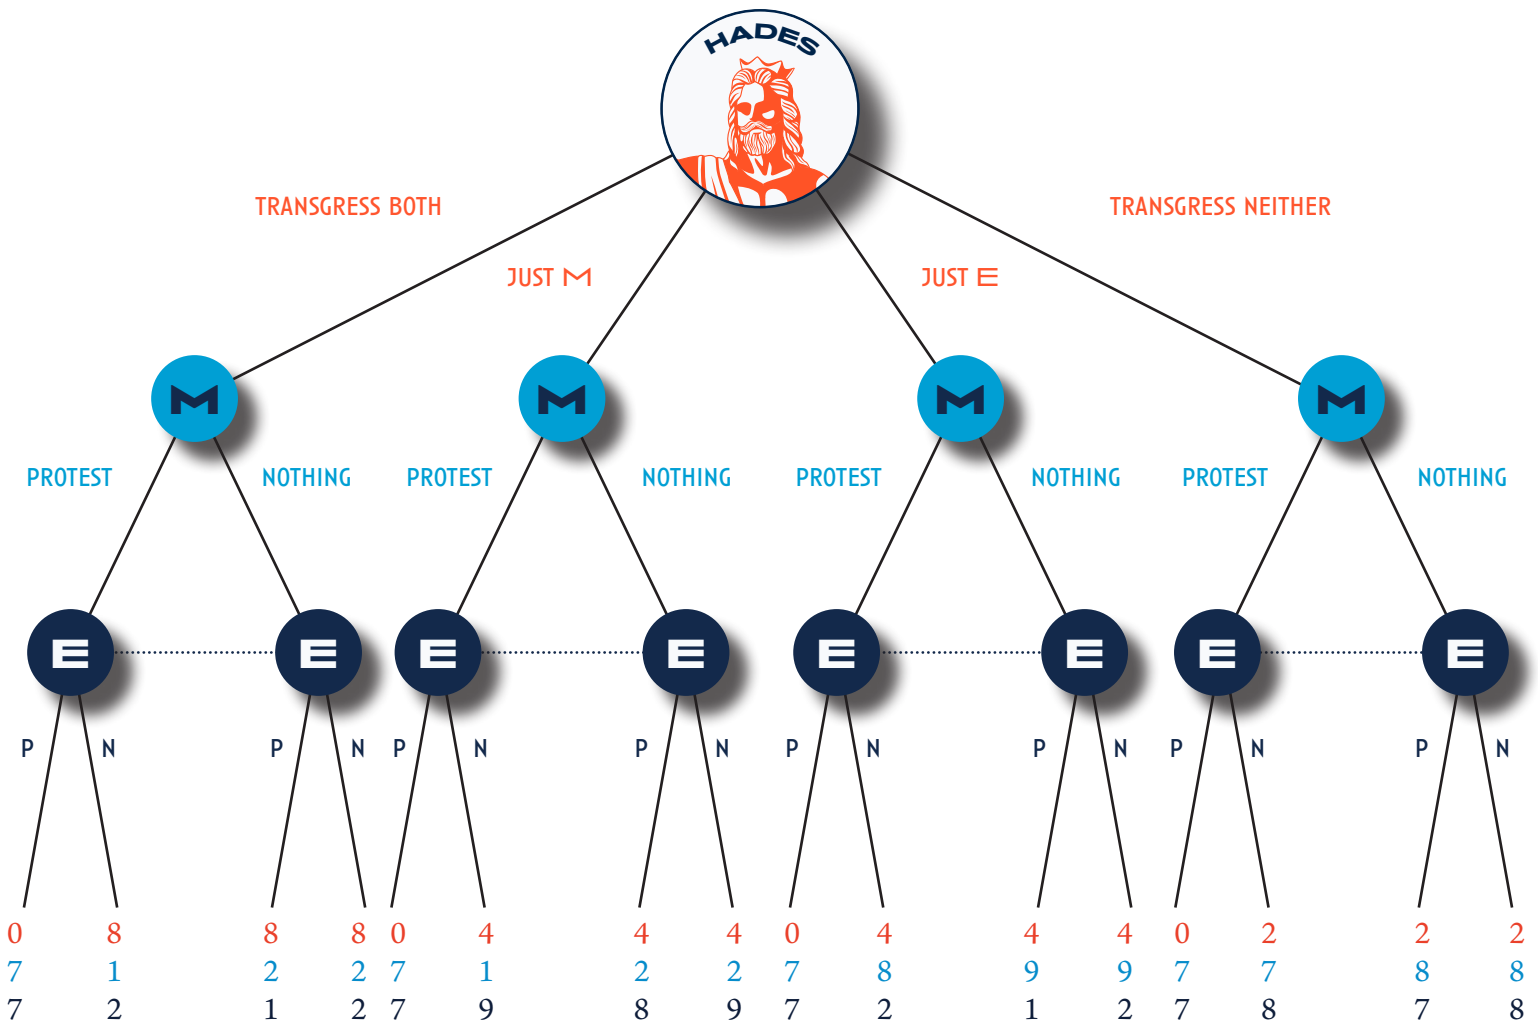 HADES
TRANSGRESS BOTH TRANSGRESS NEITHER
JUST M JUST E
M M M M
PROTEST NOTHING PROTEST NOTHING PROTEST NOTHING PROTEST NOTHING
E E E E E E E E
P N P N P N P N P N P N P N P N
0 8 8 8 0 4 4 4 0 4 4 4 0 2 2 2
7 1 2 2 7 1 2 2 7 8 9 9 7 7 8 8
7 2 1 2 7 9 8 9 7 2 1 2 7 8 7 8